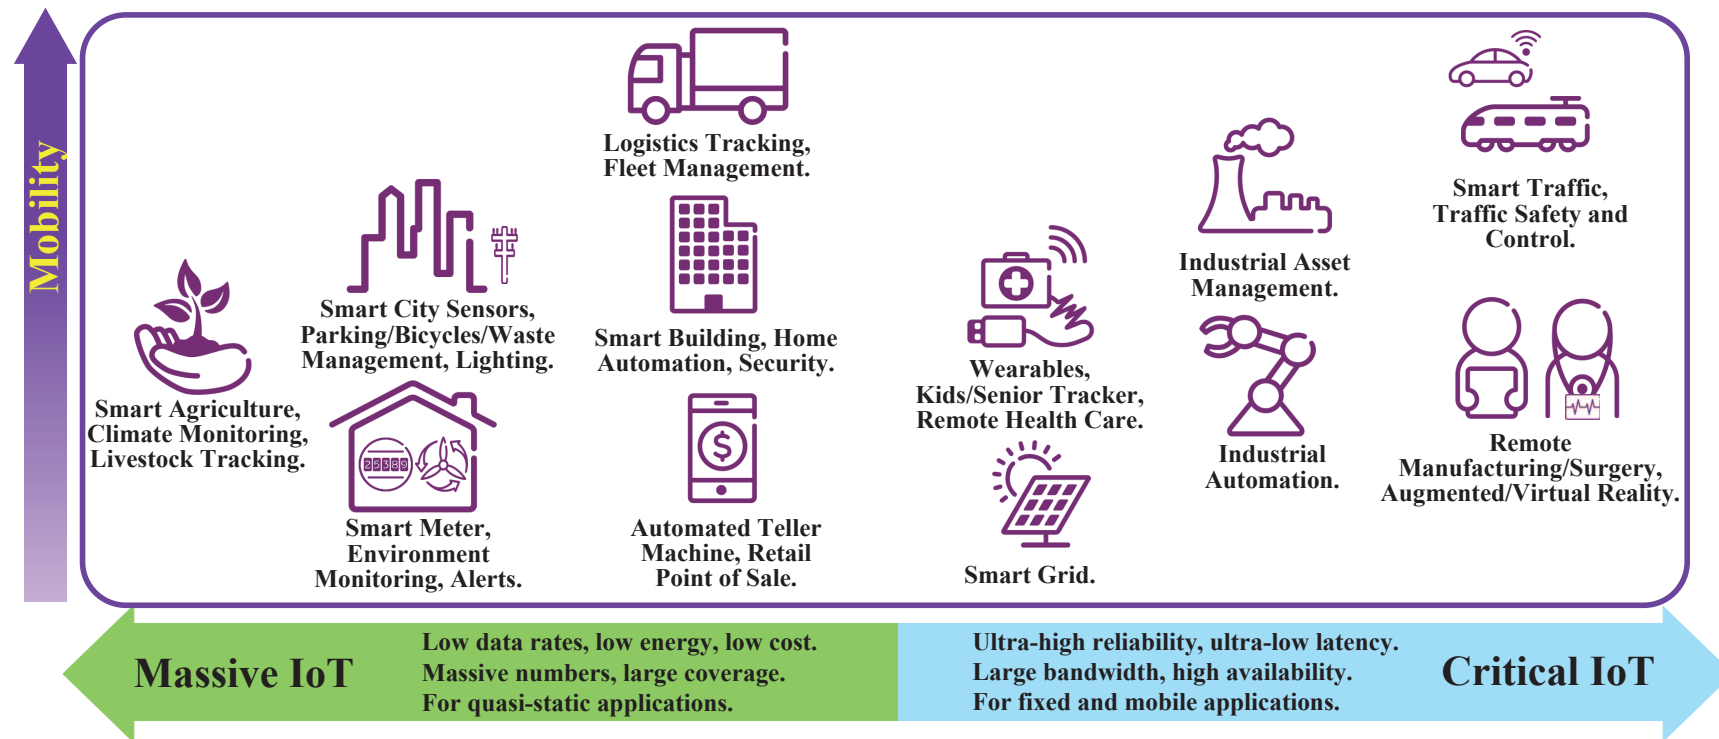 Mobility
Logistics Tracking,
Fleet Management.
Smart Traffic,
Traffic Safety and
Control.
Industrial Asset
Management.
Smart City Sensors,
Parking/Bicycles/Waste
Management, Lighting.
Smart Building, Home
Automation, Security.
Wearables,
Kids/Senior Tracker,
Remote Health Care.
Smart Agriculture,
Climate Monitoring,
Livestock Tracking.
Industrial
Automation.
Remote
Manufacturing/Surgery,
Augmented/Virtual Reality.
25389
$
Smart Meter,
Environment
Monitoring, Alerts.
Automated Teller
Machine, Retail
Point of Sale.
Smart Grid.
Massive IoT
Low data rates, low energy, low cost.
Massive numbers, large coverage.
For quasi-static applications.
Ultra-high reliability, ultra-low latency.
Large bandwidth, high availability.
For fixed and mobile applications.
Critical IoT